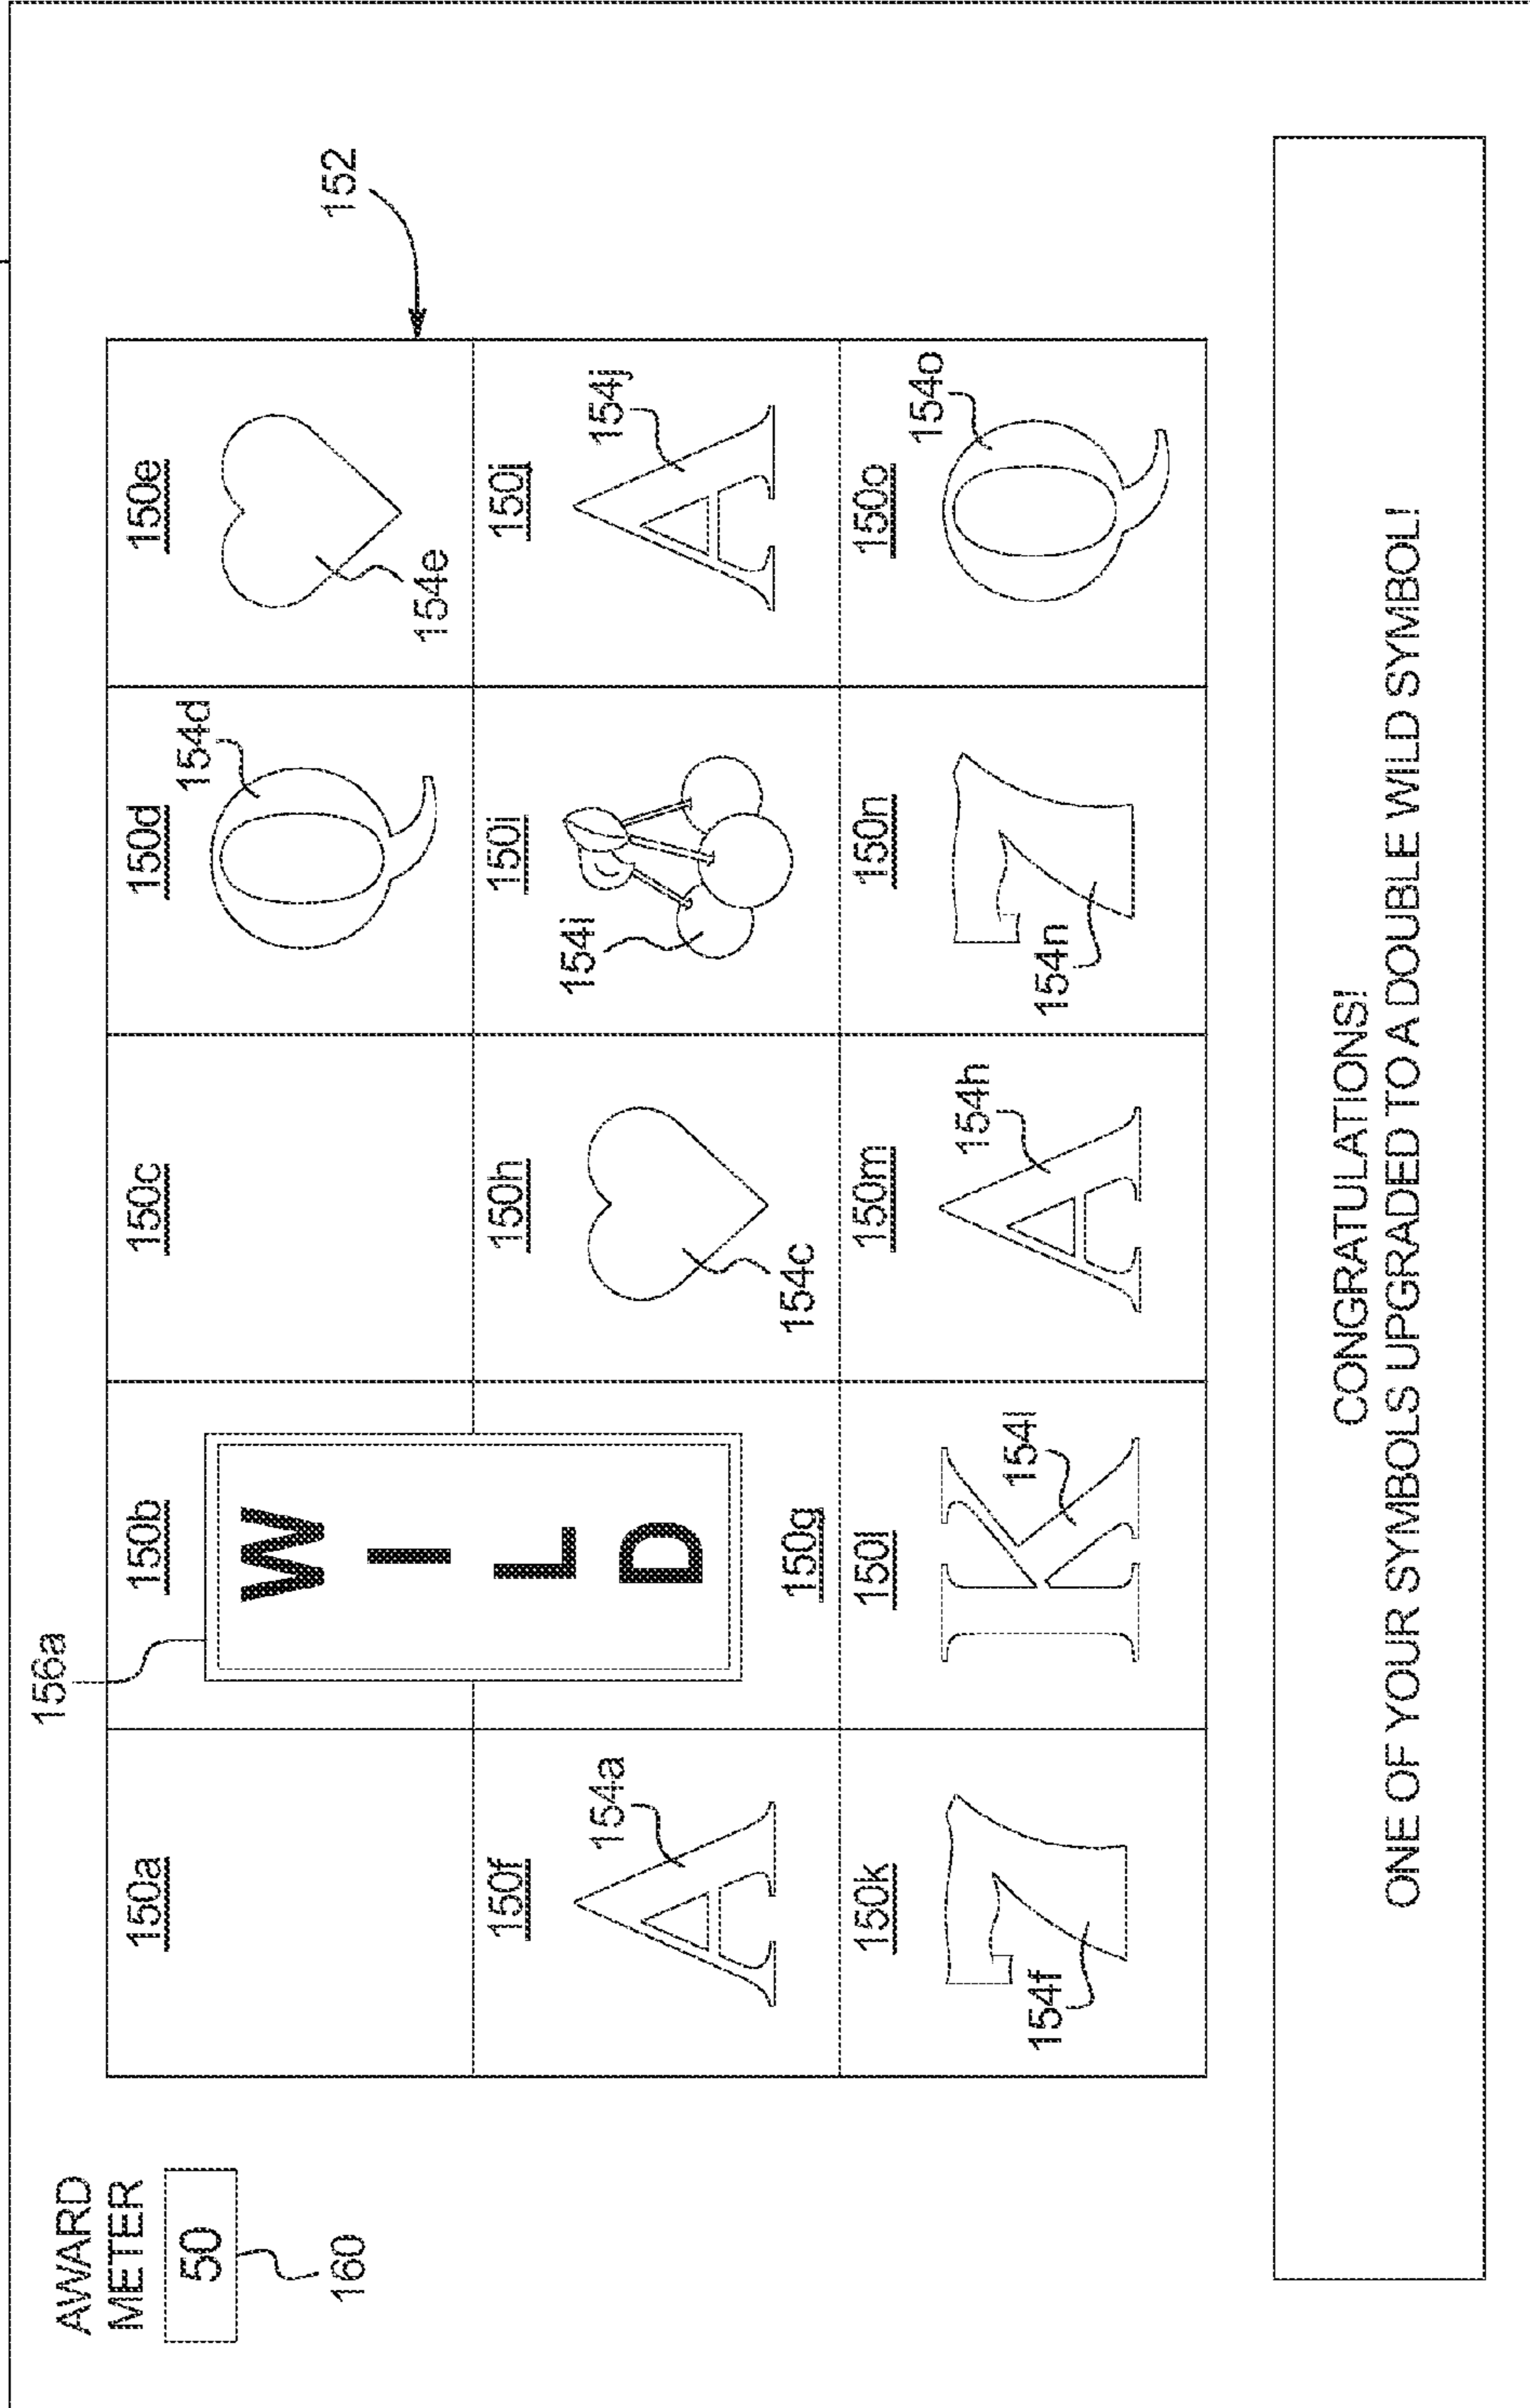 AWARD
METER
50
160
156a
152
150a
150b
150c
150d
150e
W
I
L
D
Q
154d
154e
150f
150g
150h
150i
150j
A
154a
154c
154i
A
154j
150k
150l
150m
150n
150o
7
154f
K
154l
A
154h
7
154n
Q
154o
CONGRATULATIONS!
ONE OF YOUR SYMBOLS UPGRADED TO A DOUBLE WILD SYMBOL!